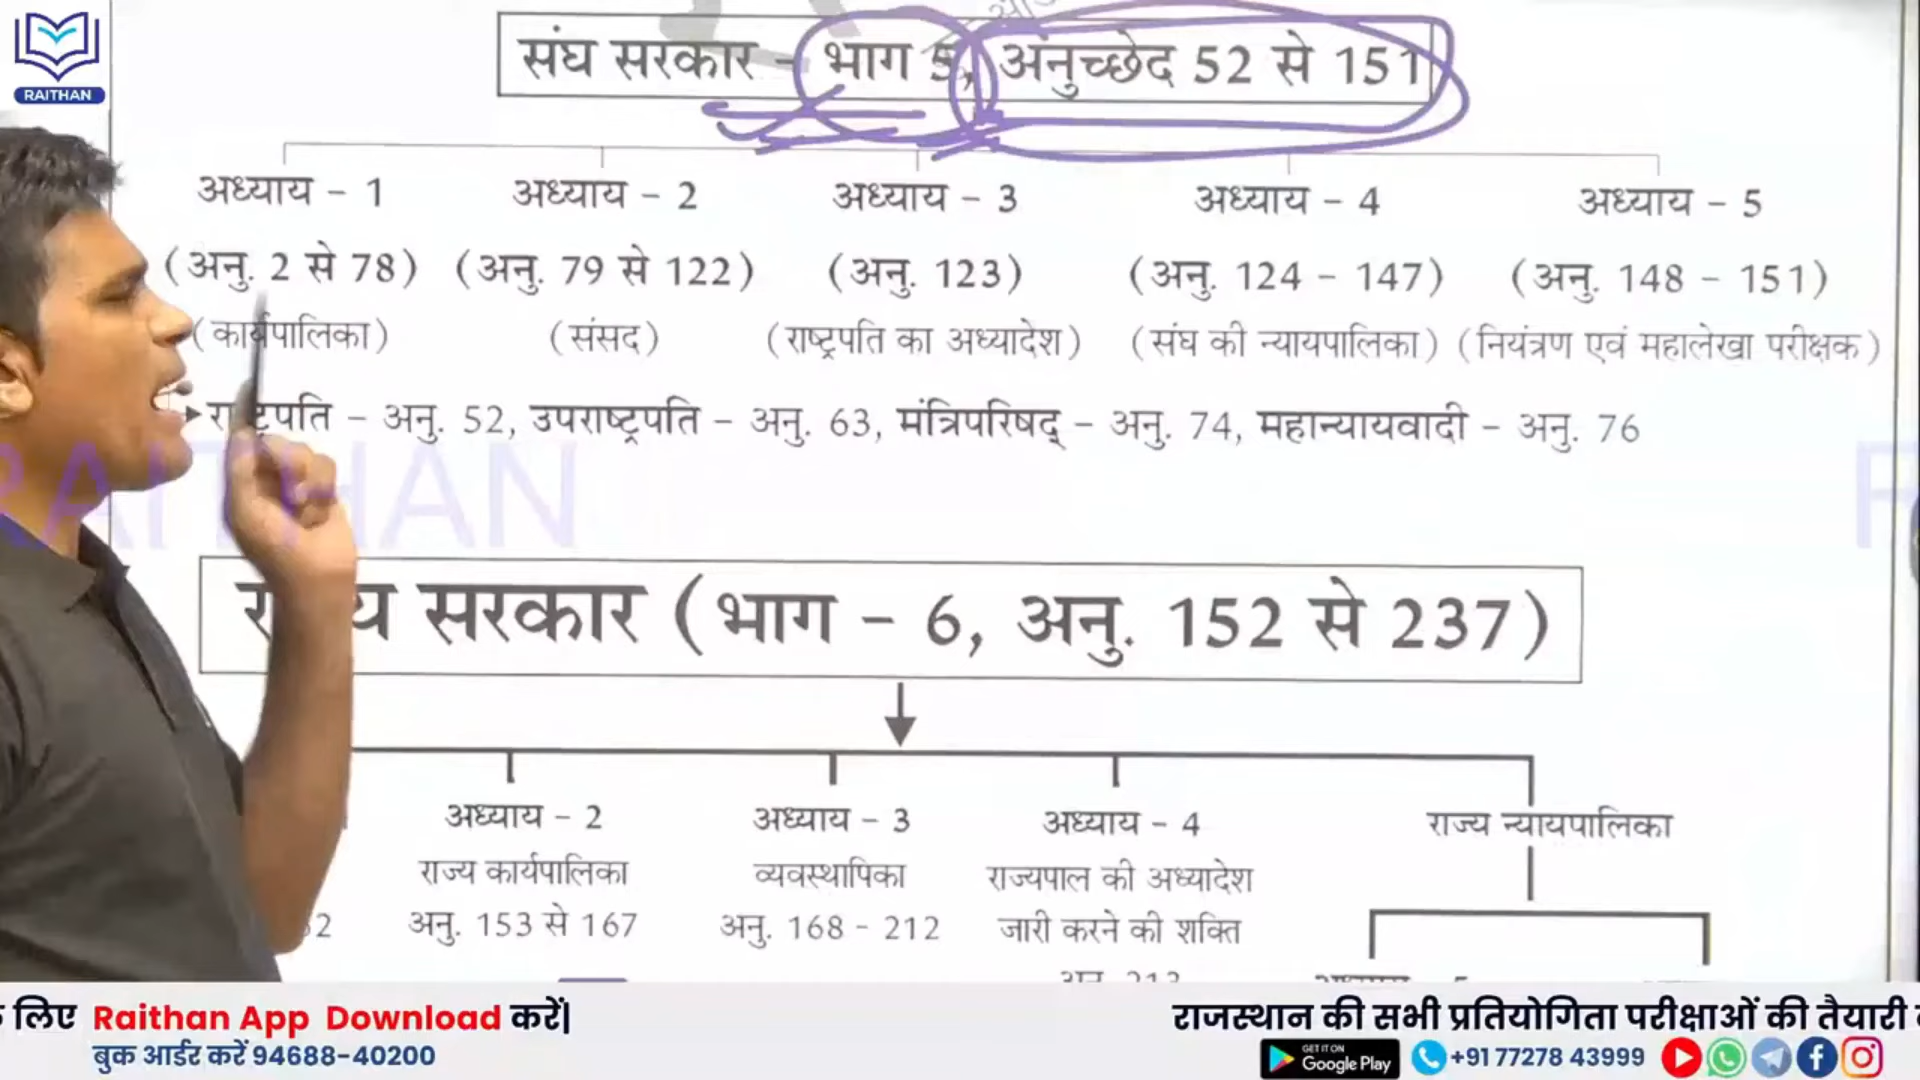 RAITHAN
संघ सरकार - भाग 5, अनुच्छेद 52 से 151
अध्याय - 1 अध्याय - 2 अध्याय - 3 अध्याय - 4 अध्याय - 5
(अनु. 2 से 78) (अनु. 79 से 122) (अनु. 123) (अनु. 124 - 147) (अनु. 148 - 151)
(कार्यपालिका) (संसद) (राष्ट्रपति का अध्यादेश) (संघ की न्यायपालिका) (नियंत्रण एवं महालेखा परीक्षक)
राष्ट्रपति - अनु. 52, उपराष्ट्रपति - अनु. 63, मंत्रिपरिषद् - अनु. 74, महान्यायवादी - अनु. 76
RAITHAN
सरकार (भाग - 6, अनु. 152 से 237)
अध्याय - 2 अध्याय - 3 अध्याय - 4 राज्य न्यायपालिका
राज्य कार्यपालिका व्यवस्थापिका राज्यपाल की अध्यादेश
अनु. 153 से 167 अनु. 168 - 212 जारी करने की शक्ति
लिए Raithan App Download करें| राजस्थान की सभी प्रतियोगिता परीक्षाओं की तैयारी
बुक आर्डर करें 94688-40200 GET IT ON Google Play +91 77278 43999